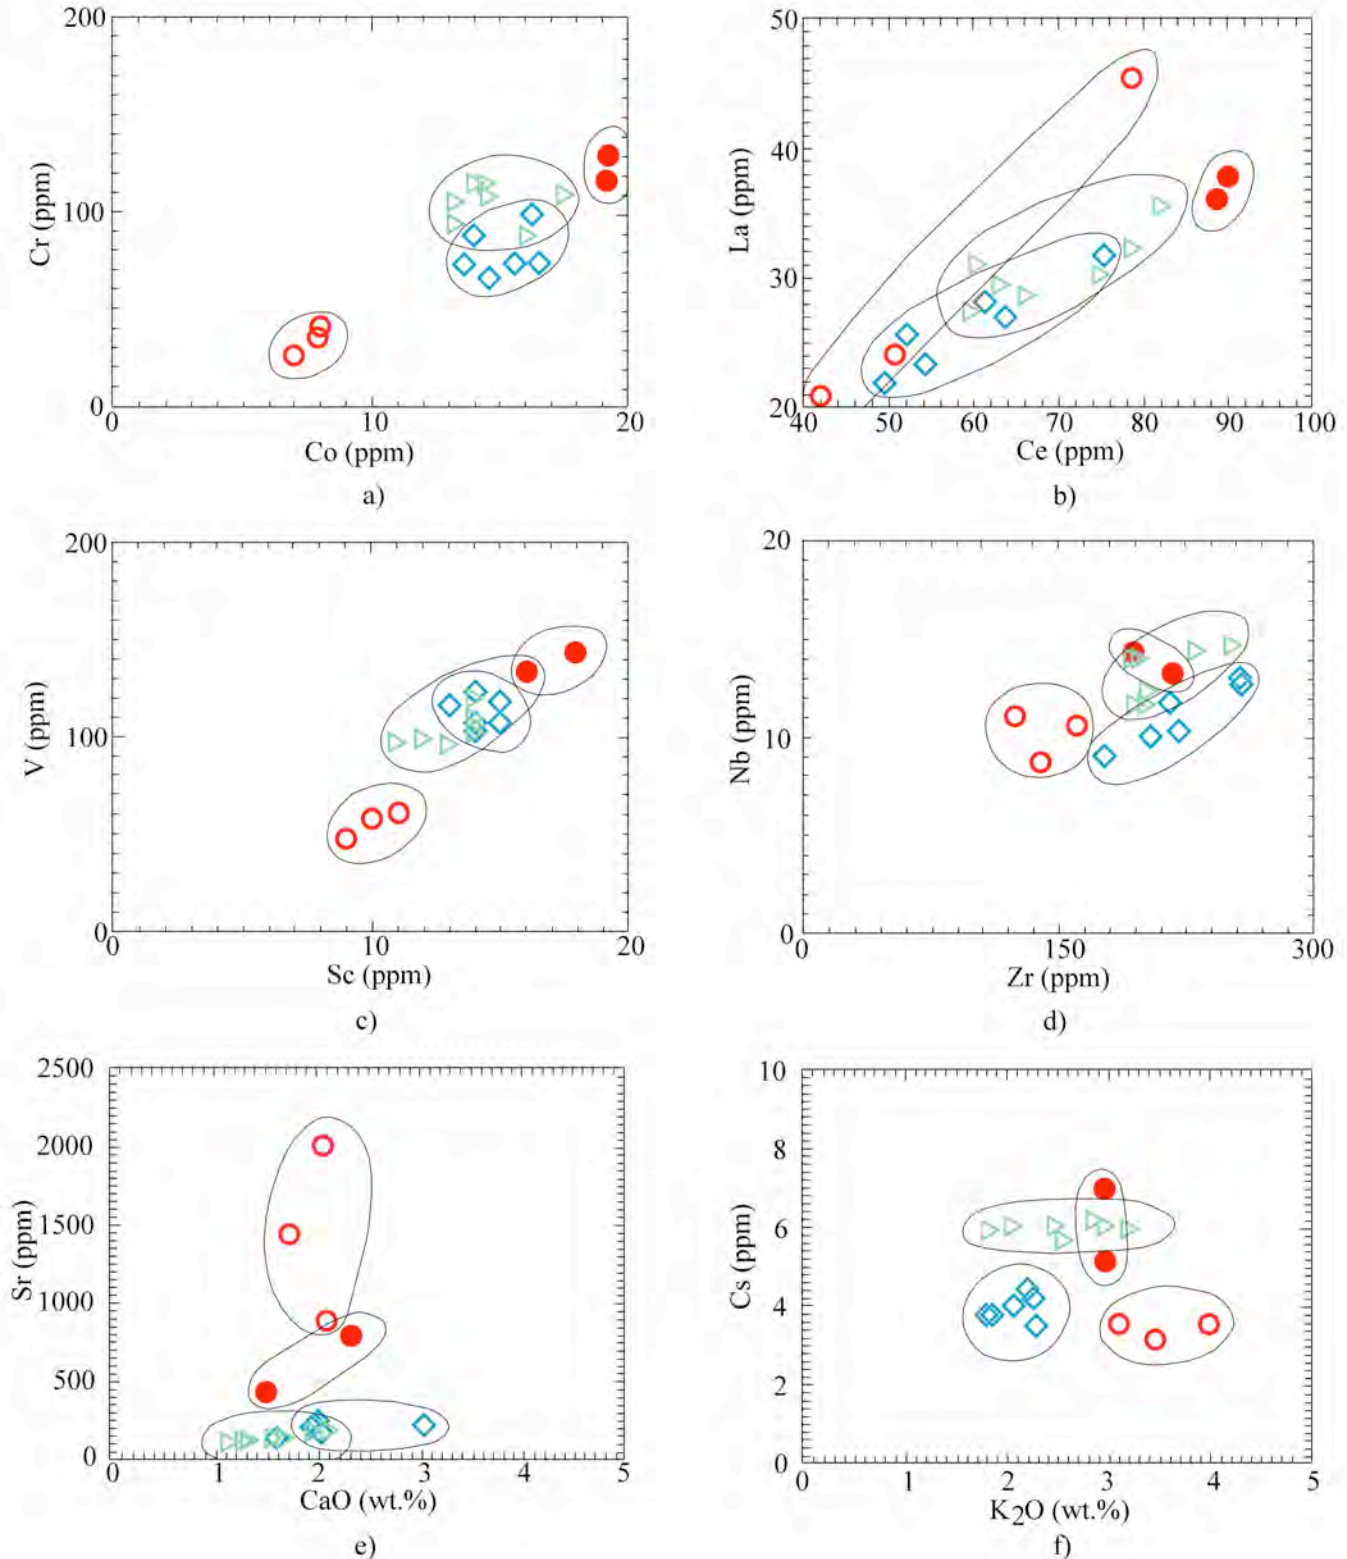 200
100
0
Cr (ppm)
0
10
20
Co (ppm)
a)
50
40
30
20
La (ppm)
40
50
60
70
80
90
100
Ce (ppm)
b)
200
100
0
V (ppm)
0
10
20
Sc (ppm)
c)
20
10
0
Nb (ppm)
0
150
300
Zr (ppm)
d)
2500
2000
1500
1000
500
0
Sr (ppm)
0
1
2
3
4
5
CaO (wt.%)
e)
10
8
6
4
2
0
Cs (ppm)
0
1
2
3
4
5
K2O (wt.%)
f)